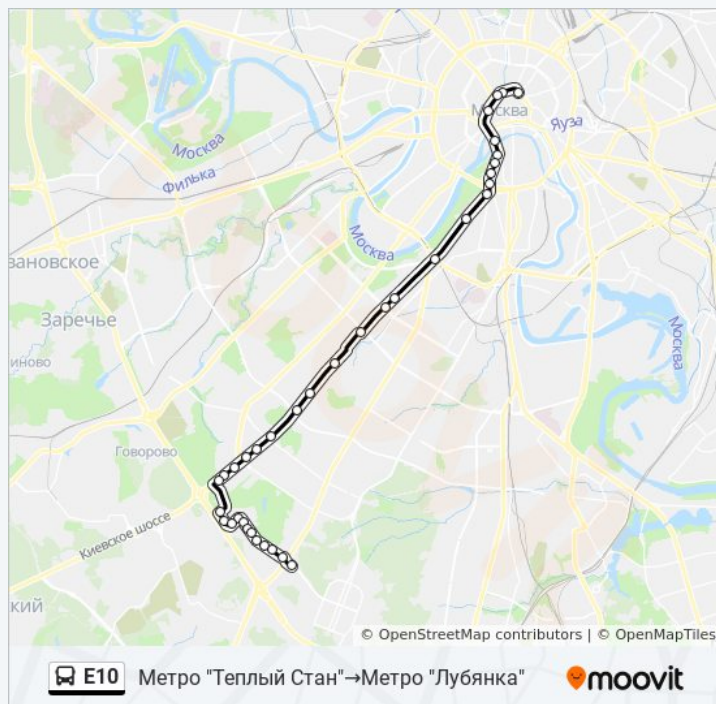 Москва
Москва
Яуза
Филька
Москва
вановское
Заречье
Москва
иново
Говорово
Киевское шоссе
кий
© OpenStreetMap contributors | © OpenMapTiles
E10 Метро "Теплый Стан"→Метро "Лубянка" moovit